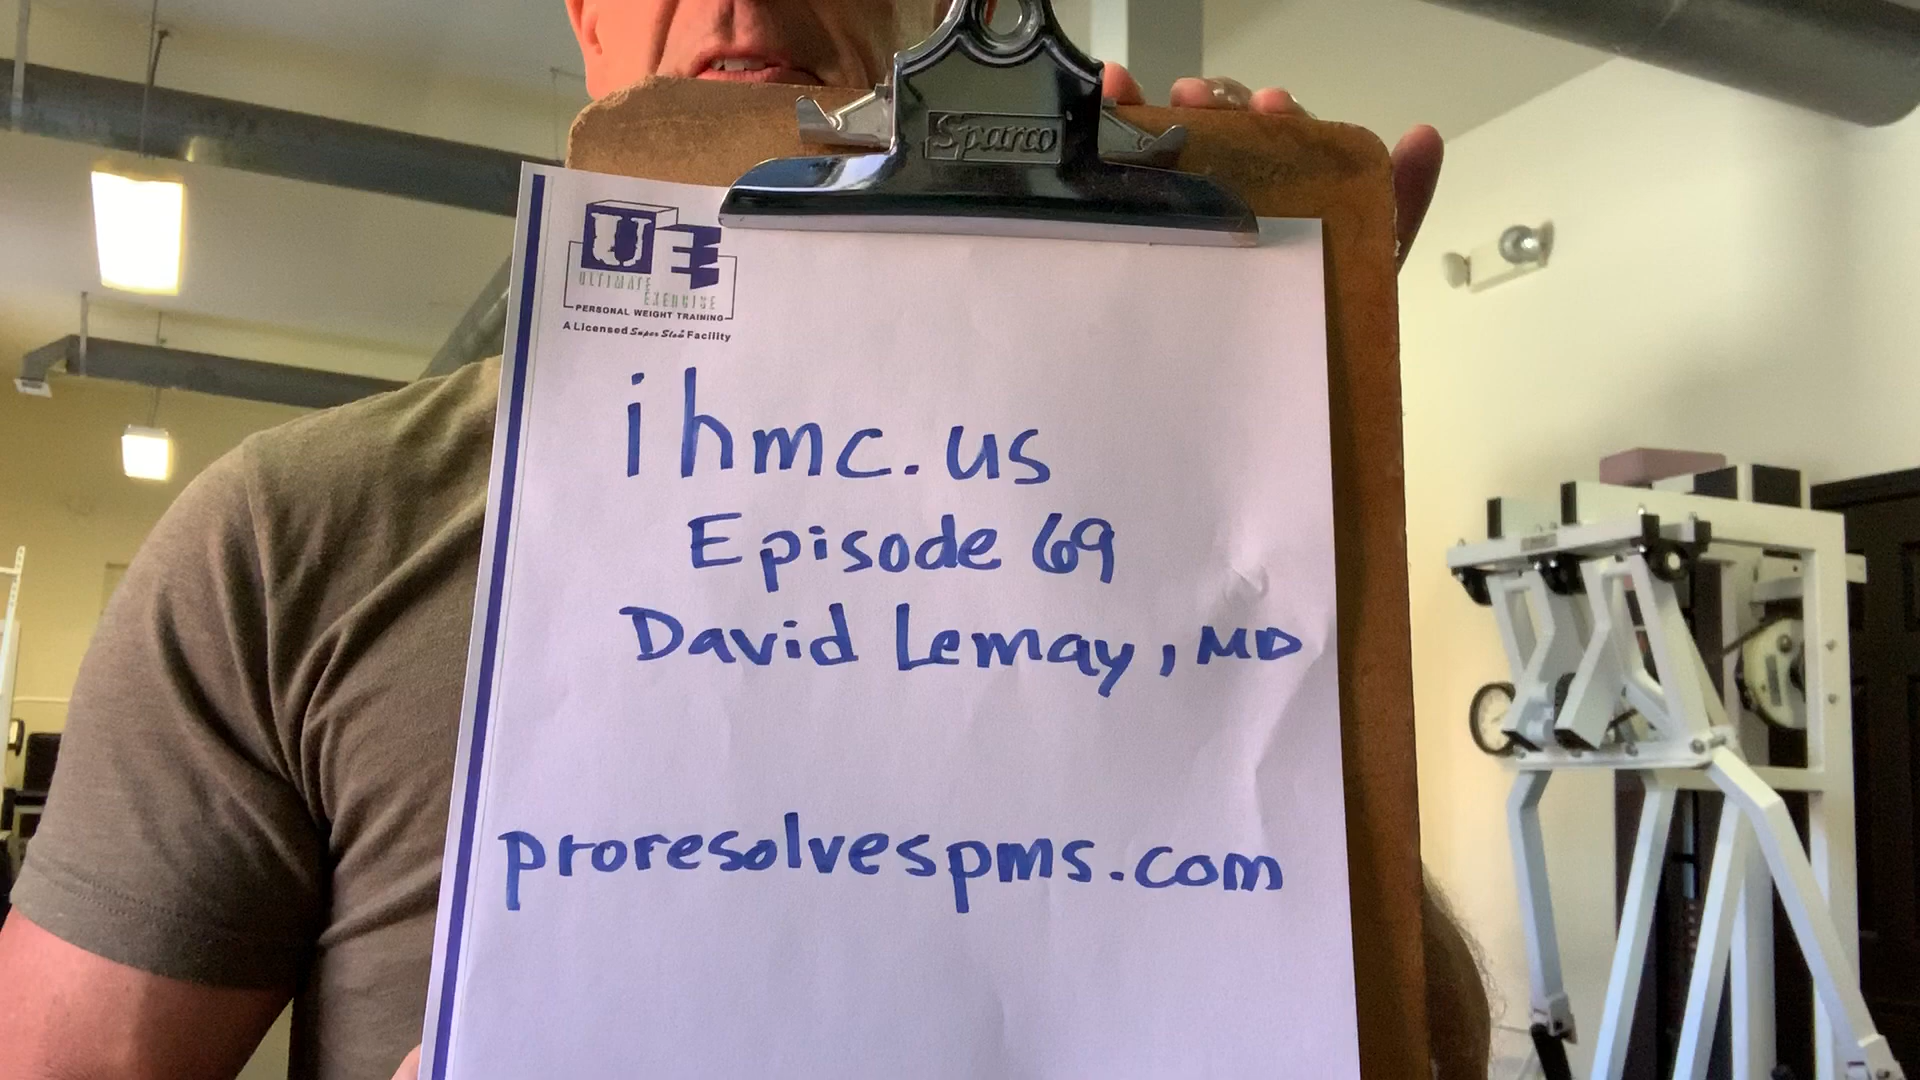 Sparco
UE
ULTIMATE
EXERCISE
PERSONAL WEIGHT TRAINING
A Licensed Super Slow Facility
ihmc.us
Episode 69
David Lemay, MD
proresolvespms.com